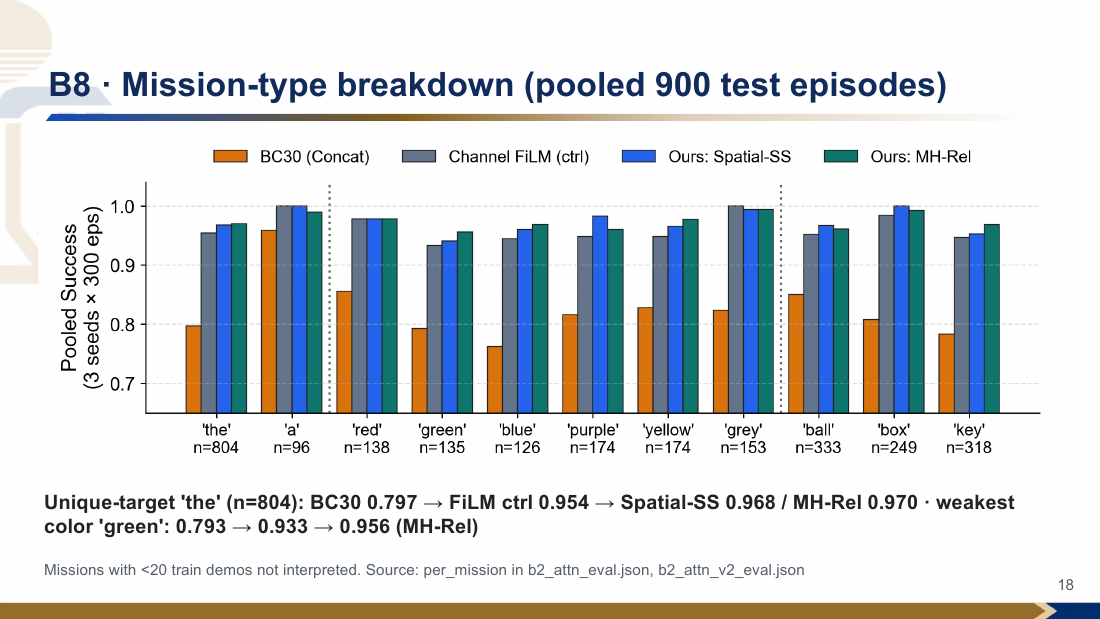 B8 · Mission-type breakdown (pooled 900 test episodes)
BC30 (Concat) Channel FiLM (ctrl) Ours: Spatial-SS Ours: MH-Rel
Pooled Success
(3 seeds × 300 eps)
1.0
0.9
0.8
0.7
'the' 'a' 'red' 'green' 'blue' 'purple' 'yellow' 'grey' 'ball' 'box' 'key'
n=804 n=96 n=138 n=135 n=126 n=174 n=174 n=153 n=333 n=249 n=318
Unique-target 'the' (n=804): BC30 0.797 → FiLM ctrl 0.954 → Spatial-SS 0.968 / MH-Rel 0.970 · weakest
color 'green': 0.793 → 0.933 → 0.956 (MH-Rel)
Missions with <20 train demos not interpreted. Source: per_mission in b2_attn_eval.json, b2_attn_v2_eval.json
18